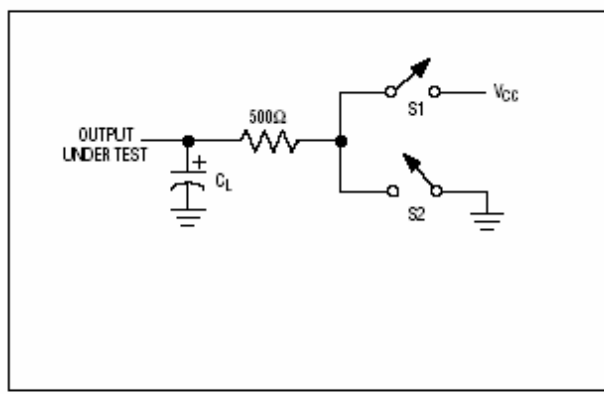 500Ω
OUTPUT
UNDER TEST
+
CL
S1
VCC
S2